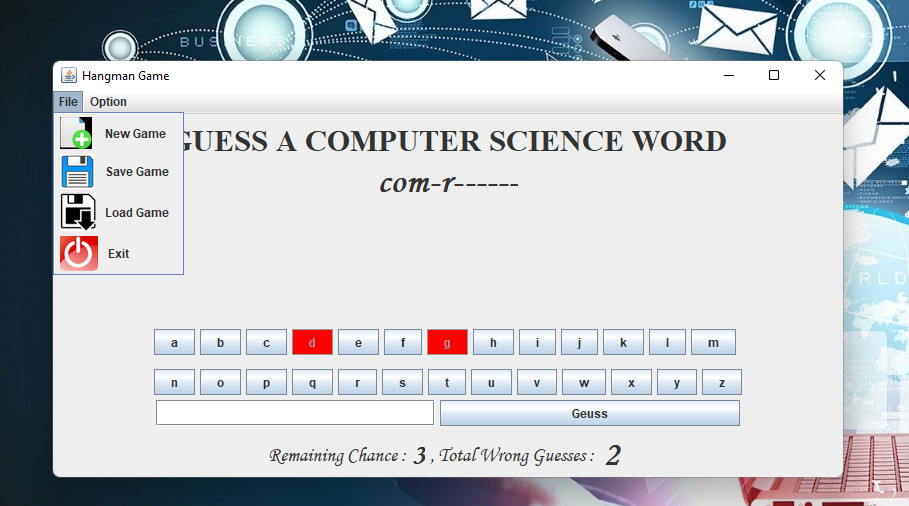 BUSINESS
Hangman Game
File Option
New Game
Save Game
Load Game
Exit
GUESS A COMPUTER SCIENCE WORD
com-r------
a b c d e f g h i j k l m
n o p q r s t u v w x y z
Geuss
Remaining Chance : 3 , Total Wrong Guesses : 2